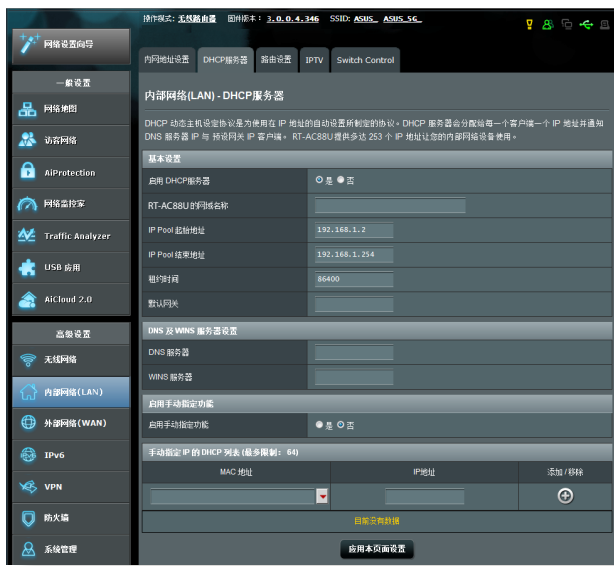 操作模式: 无线路由器 固件版本: 3.0.0.4.346 SSID: ASUS_ ASUS_5G_
网络设置向导
一般设置
网络地图
访客网络
AiProtection
网络监控家
Traffic Analyzer
USB 应用
AiCloud 2.0
高级设置
无线网络
内部网络(LAN)
外部网络(WAN)
IPv6
VPN
防火墙
系统管理
内网地址设置 DHCP服务器 路由设置 IPTV Switch Control
内部网络(LAN) - DHCP服务器
DHCP 动态主机设定协议是为使在 IP 地址的自动设置所制定的协议。DHCP 服务器会分配给每一个客户端一个 IP 地址并通知
DNS 服务器 IP 与 预设网关 IP 客户端。 RT-AC88U提供多达 253 个 IP 地址让您的内部网络设备使用。
基本设置
启用 DHCP服务器 是 否
RT-AC88U的网域名称
IP Pool 起始地址 192.168.1.2
IP Pool 结束地址 192.168.1.254
租约时间 86400
默认网关
DNS 及 WINS 服务器设置
DNS 服务器
WINS 服务器
启用手动指定功能
启用手动指定功能 是 否
手动指定 IP 的 DHCP 列表 (最多限制: 64)
MAC 地址 IP地址 添加 / 移除
目前没有数据
应用本页面设置